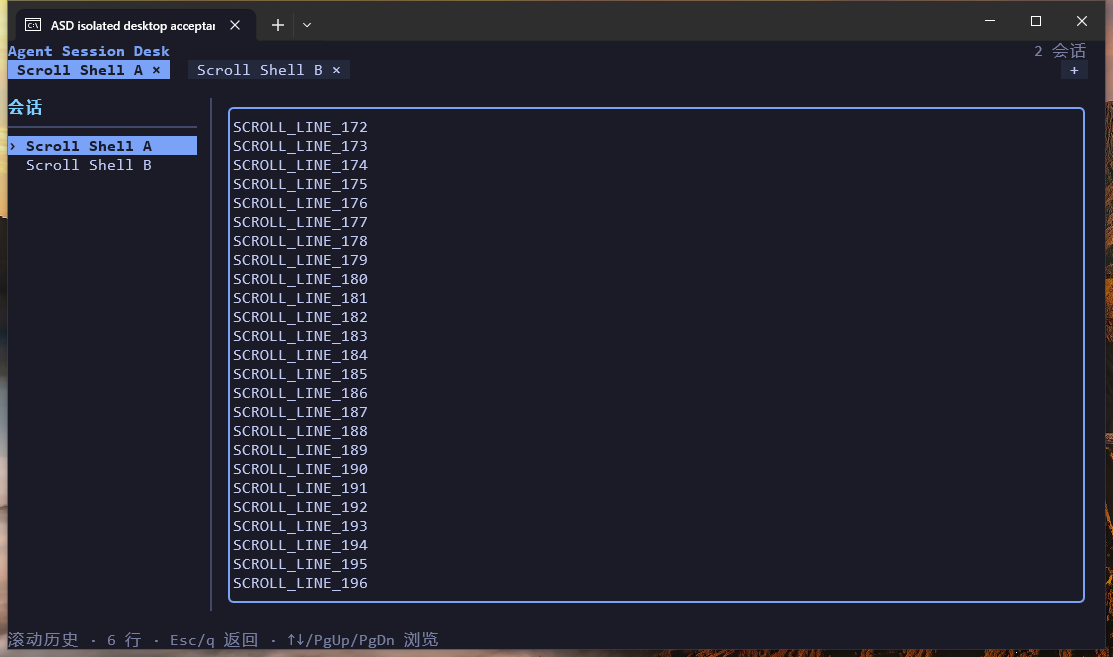 ASD isolated desktop acceptar
Agent Session Desk 2 会话
Scroll Shell A × Scroll Shell B × +
会话
› Scroll Shell A
Scroll Shell B
SCROLL_LINE_172
SCROLL_LINE_173
SCROLL_LINE_174
SCROLL_LINE_175
SCROLL_LINE_176
SCROLL_LINE_177
SCROLL_LINE_178
SCROLL_LINE_179
SCROLL_LINE_180
SCROLL_LINE_181
SCROLL_LINE_182
SCROLL_LINE_183
SCROLL_LINE_184
SCROLL_LINE_185
SCROLL_LINE_186
SCROLL_LINE_187
SCROLL_LINE_188
SCROLL_LINE_189
SCROLL_LINE_190
SCROLL_LINE_191
SCROLL_LINE_192
SCROLL_LINE_193
SCROLL_LINE_194
SCROLL_LINE_195
SCROLL_LINE_196
滚动历史 · 6 行 · Esc/q 返回 · ↑↓/PgUp/PgDn 浏览